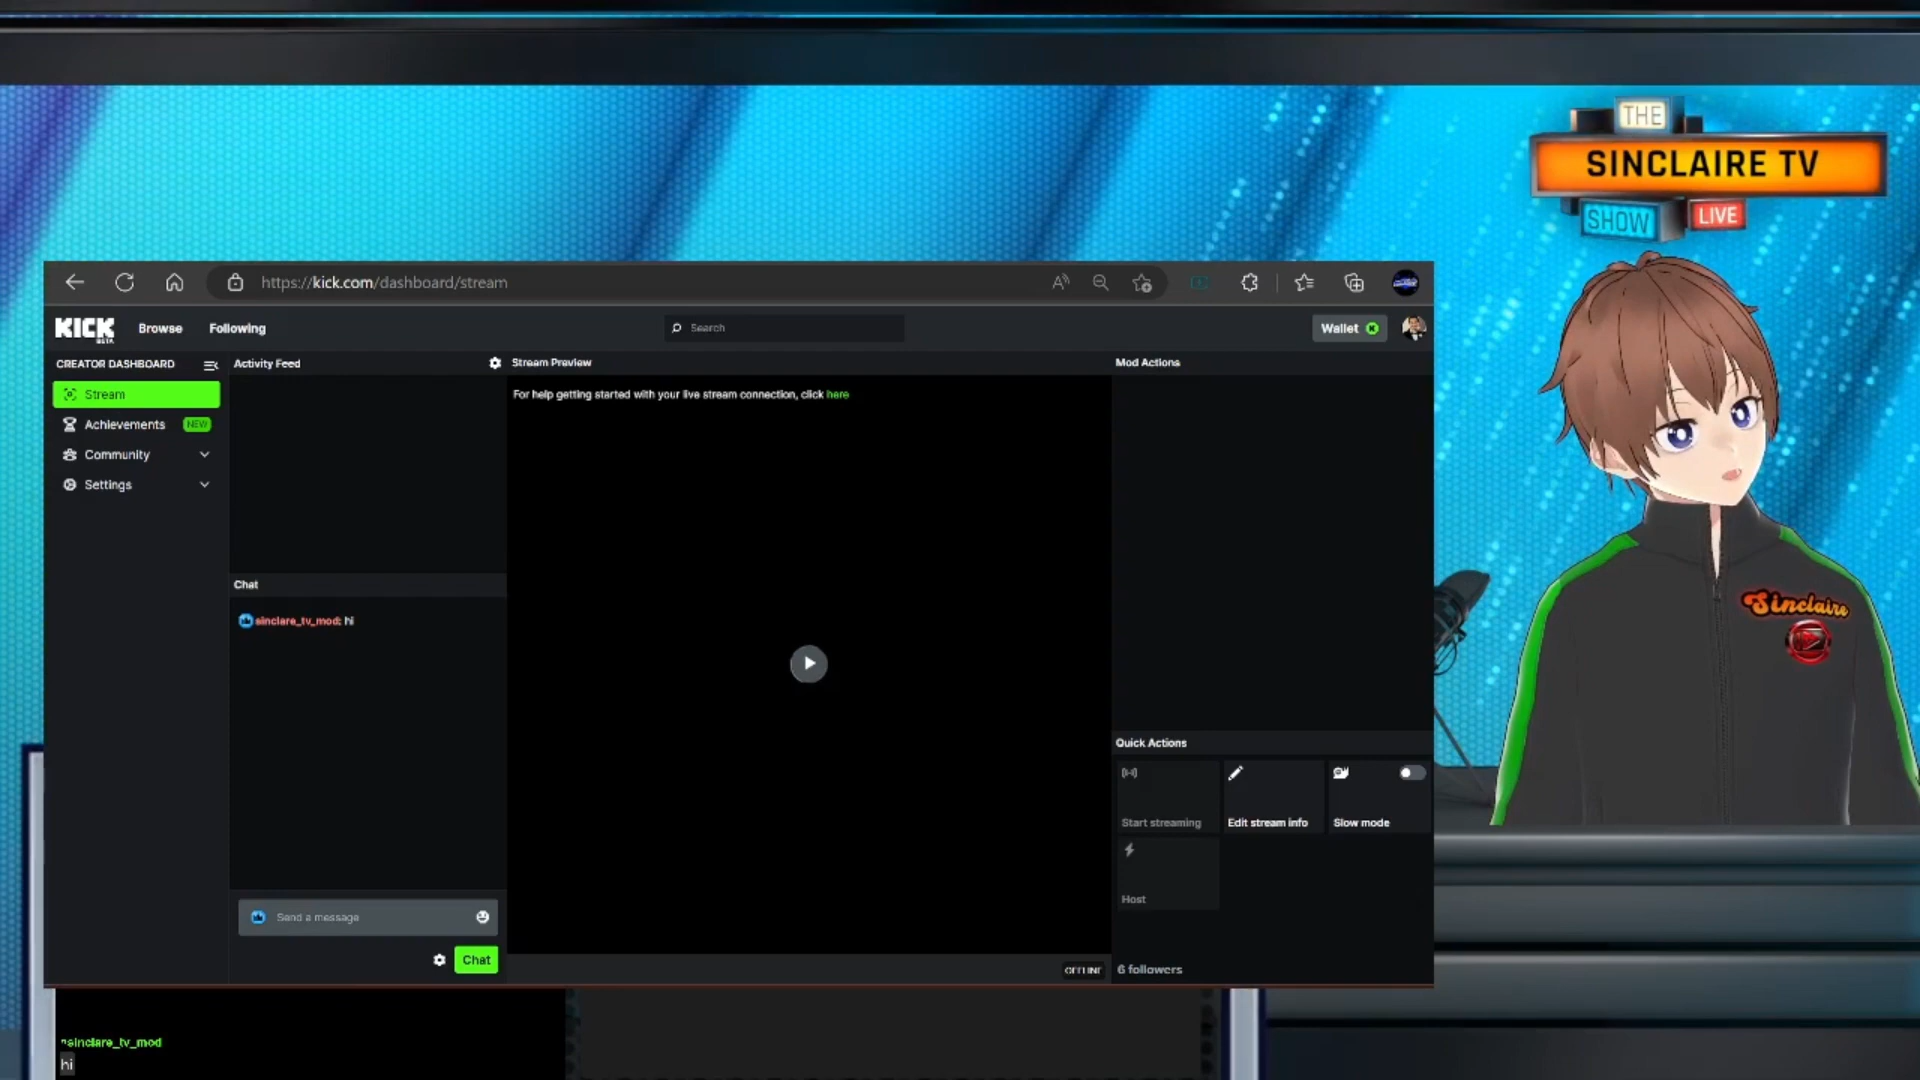 THE
SINCLAIRE TV
SHOW LIVE
https://kick.com/dashboard/stream
KICK
BETA
Browse
Following
Search
Wallet
CREATOR DASHBOARD
Activity Feed
Stream Preview
Mod Actions
Stream
For help getting started with your live stream connection, click here
Achievements NEW
Community
Settings
Chat
sinclare_tv_mod: hi
Sinclaire
Quick Actions
Start streaming
Edit stream info
Slow mode
Host
Send a message
Chat
OFFLINE
6 followers
sinclare_tv_mod
hi